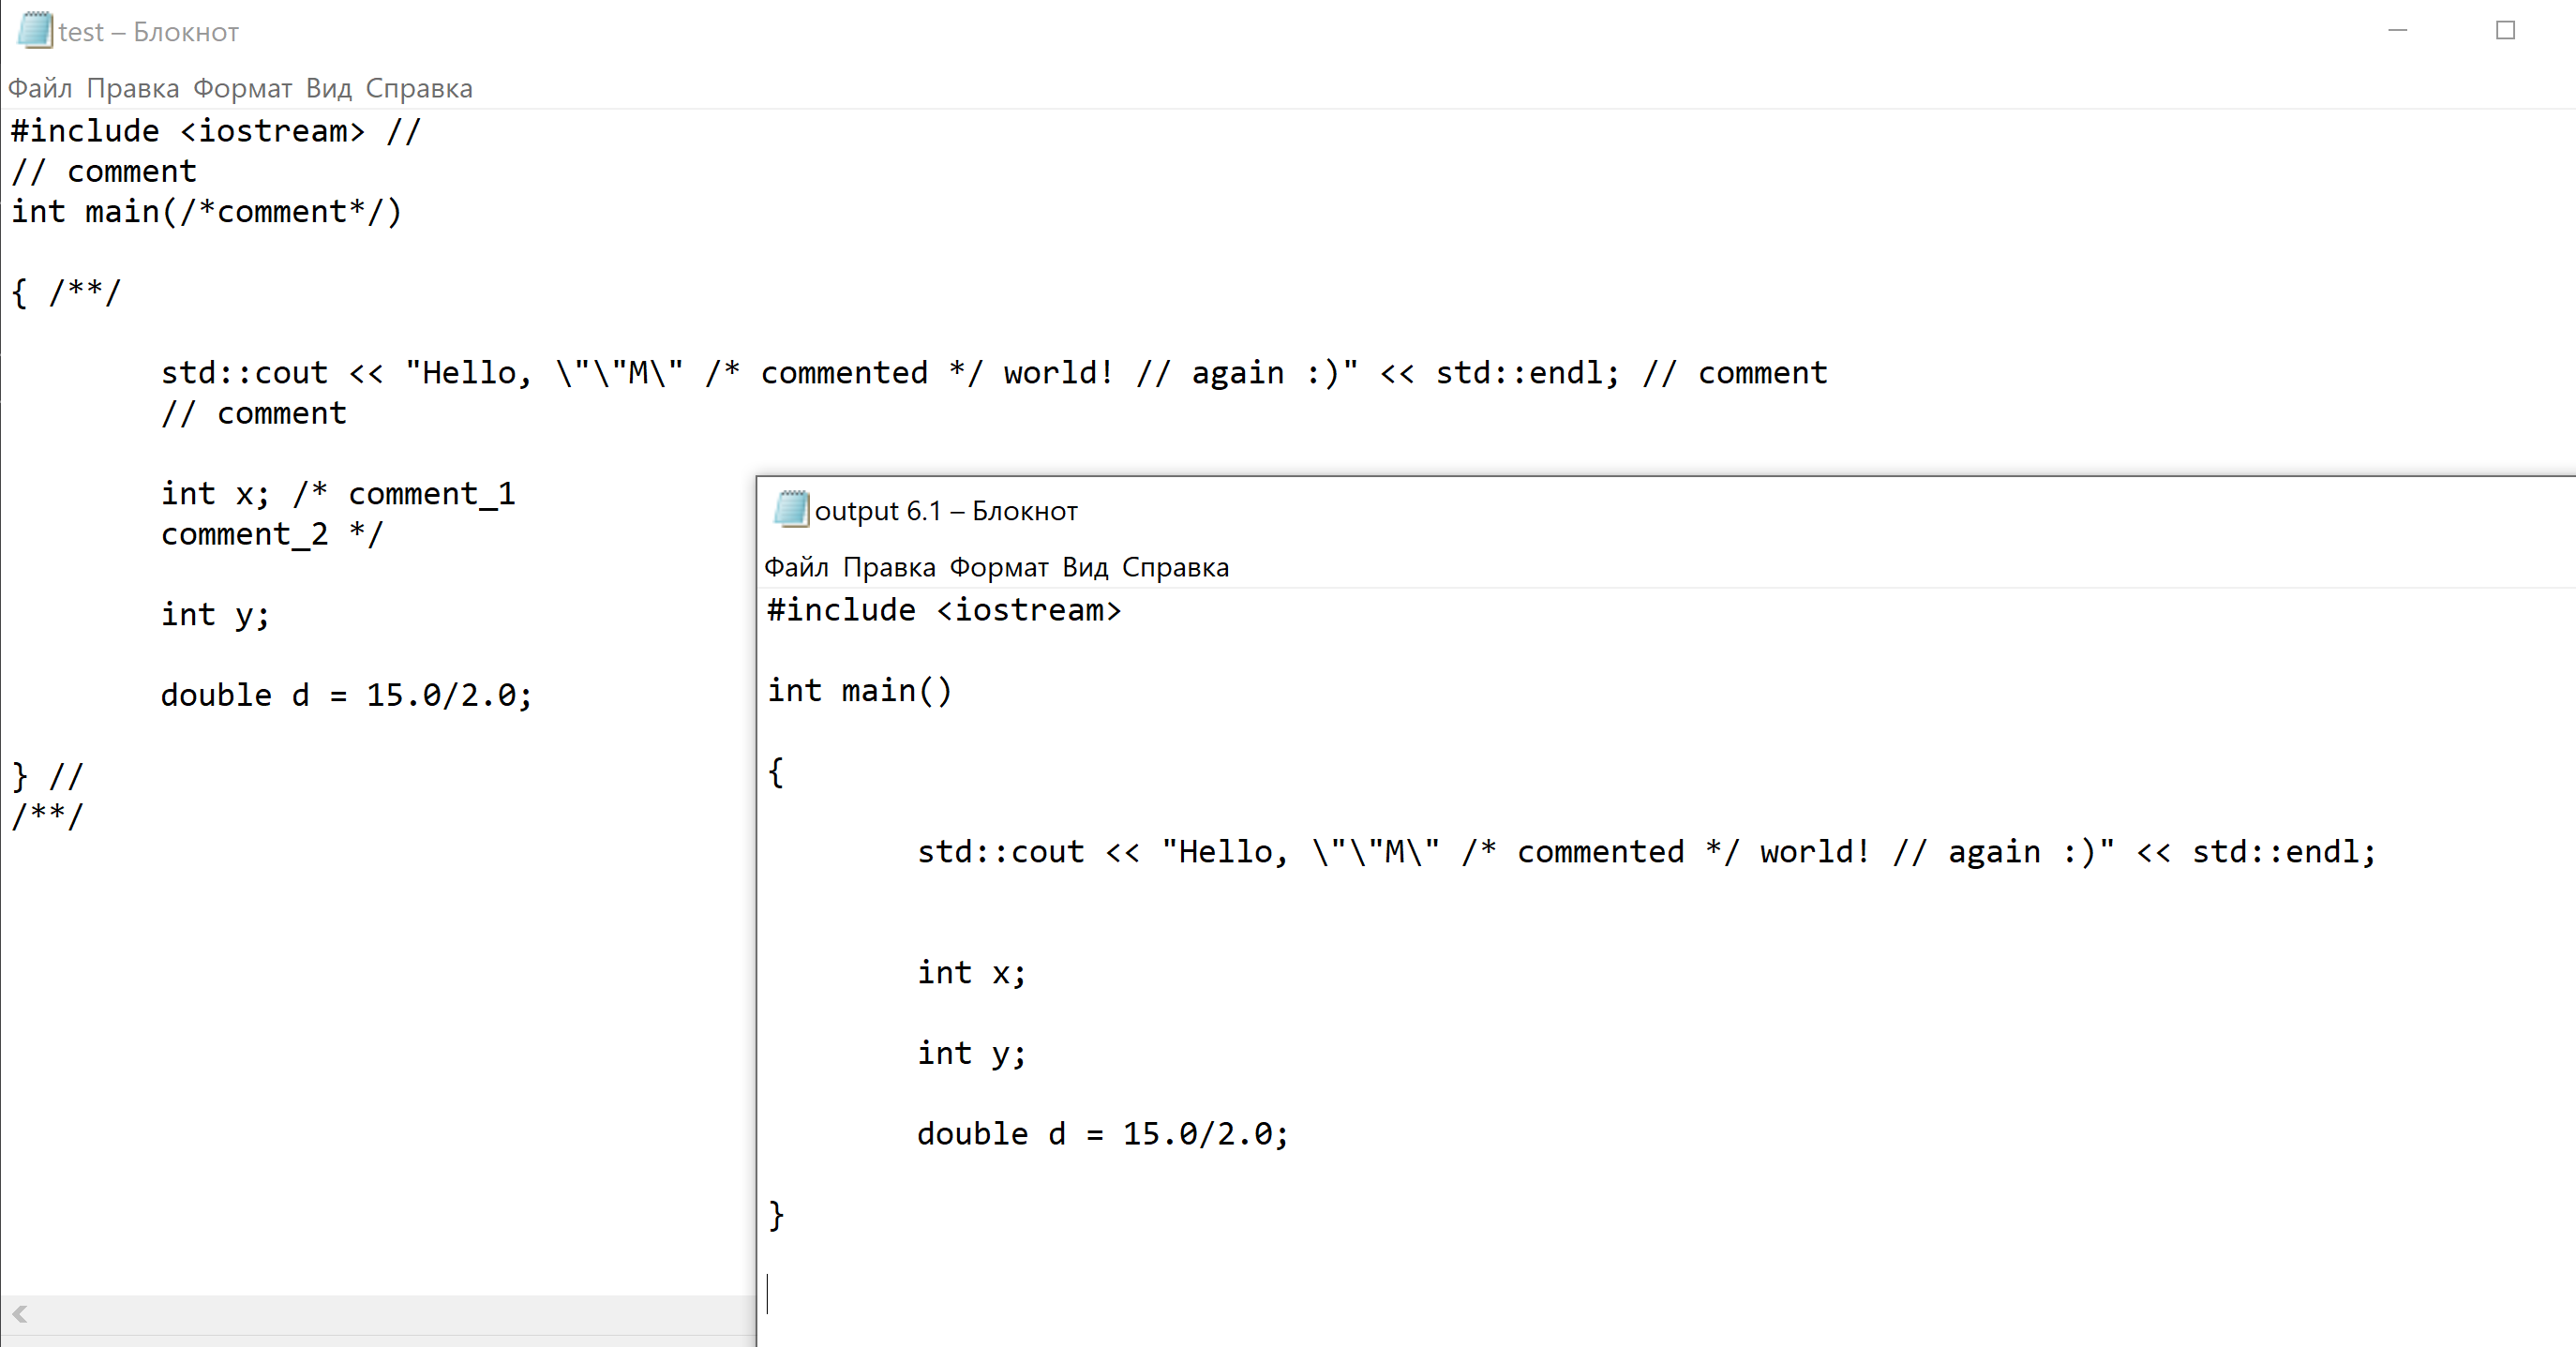 test – Блокнот
Файл Правка Формат Вид Справка
#include <iostream> //
// comment
int main(/*comment*/)
{ /**/
std::cout << "Hello, \"\"M\" /* commented */ world! // again :)" << std::endl; // comment
// comment
int x; /* comment_1
comment_2 */
int y;
double d = 15.0/2.0;
} //
/**/
output 6.1 – Блокнот
Файл Правка Формат Вид Справка
#include <iostream>
int main()
{
std::cout << "Hello, \"\"M\" /* commented */ world! // again :)" << std::endl;
int x;
int y;
double d = 15.0/2.0;
}